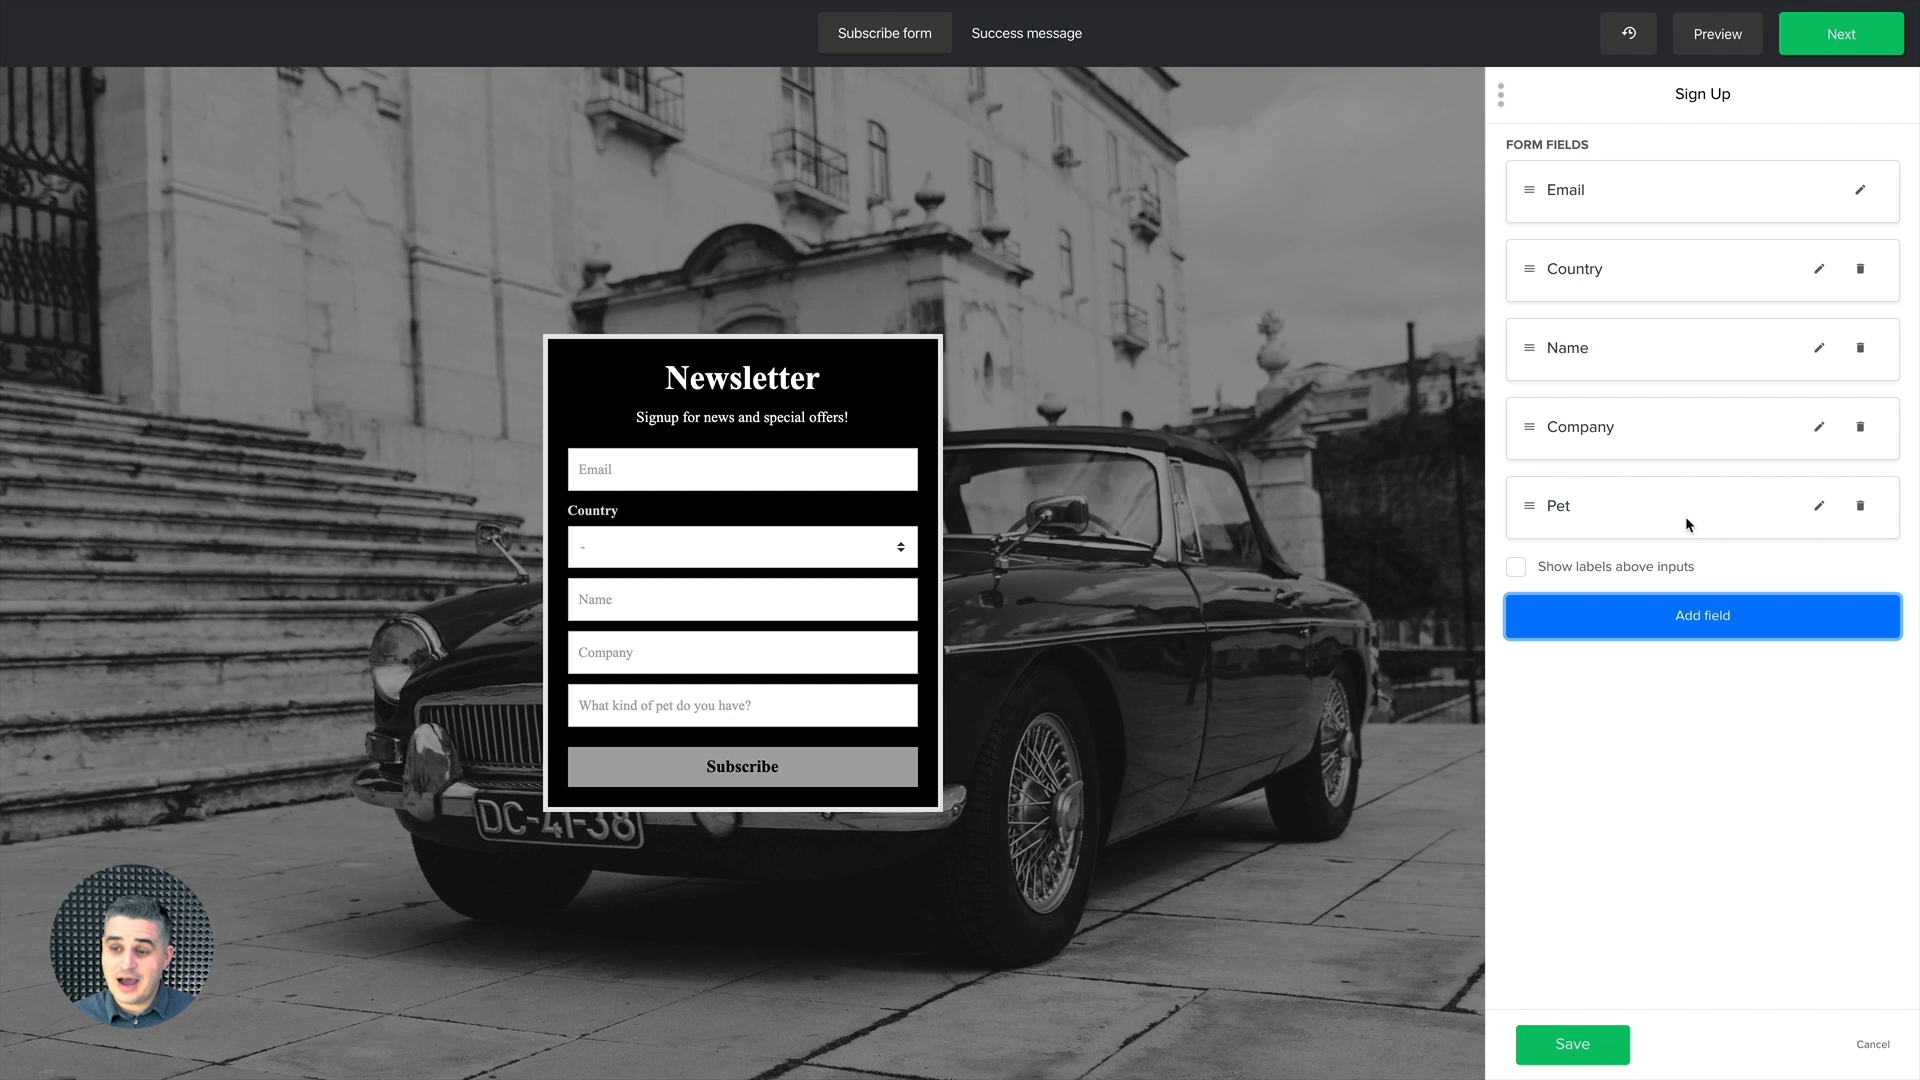 Subscribe form
Success message
Preview
Next
Sign Up
FORM FIELDS
Email
Country
Name
Company
Pet
Show labels above inputs
Add field
Save
Cancel
Newsletter
Signup for news and special offers!
Email
Country
-
Name
Company
What kind of pet do you have?
Subscribe
DC-41-38